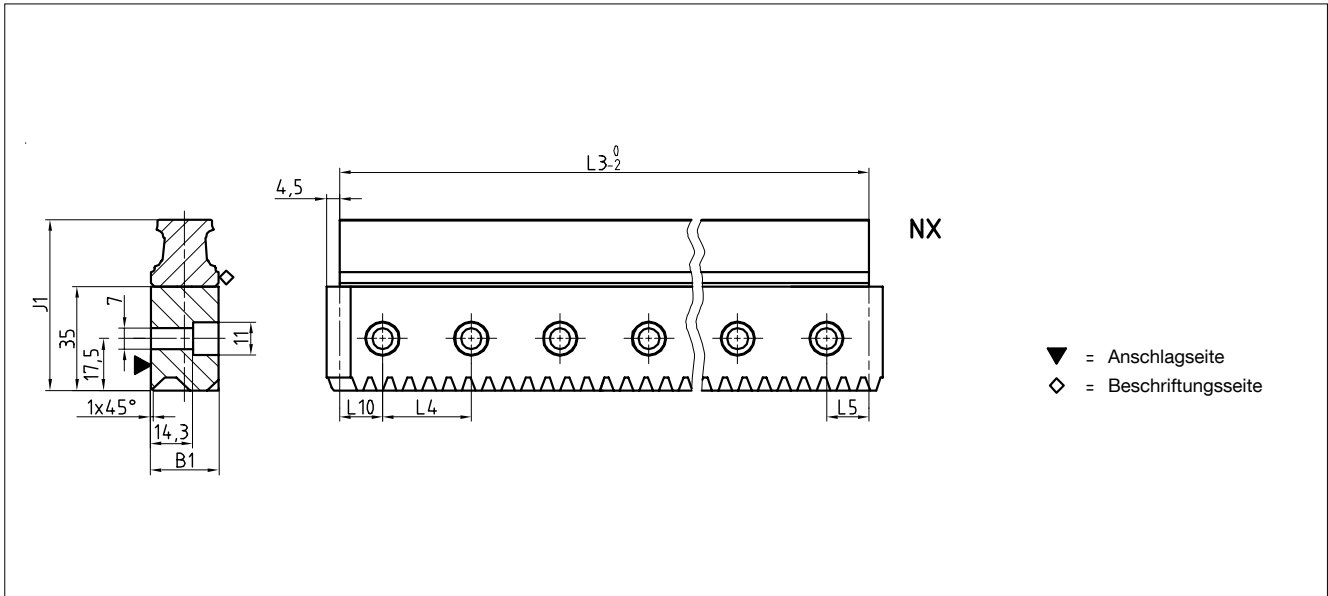 L3-2 0
4,5
NX
J1
35
17,5
7
11
1x45°
14,3
B1
L10
L4
L5
▼ = Anschlagseite
◇ = Beschriftungsseite